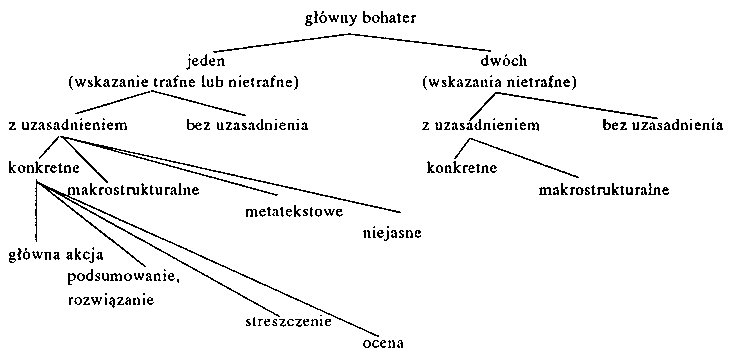 główny bohater
jeden
dwóch
(wskazanie trafne lub nietrafne)
(wskazania nietrafne)
z uzasadnieniem
bez uzasadnienia
z uzasadnieniem
bez uzasadnienia
konkretne
konkretne
makrostrukturalne
makrostrukturalne
metatekstowe
niejasne
główna akcja
podsumowanie,
rozwiązanie
streszczenie
ocena